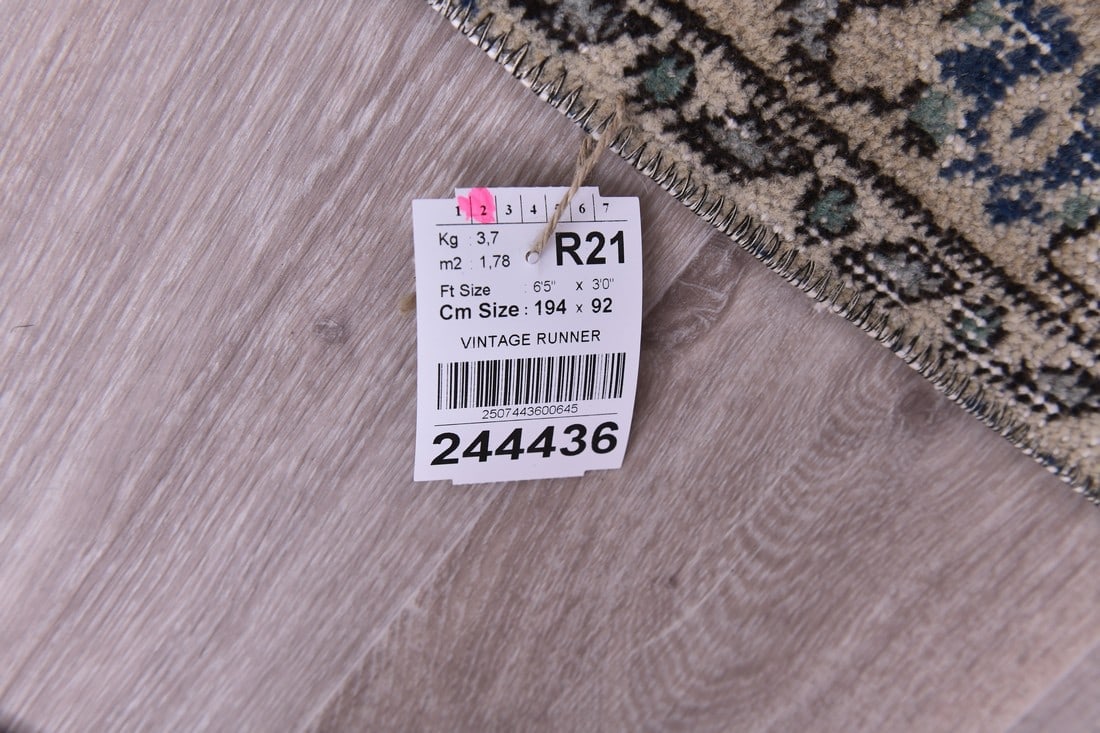 1 2 3 4 5 6 7
Kg : 3,7
R21
m2 : 1,78
Ft Size : 6'5" x 3'0"
Cm Size : 194 x 92
VINTAGE RUNNER
2507443600645
244436